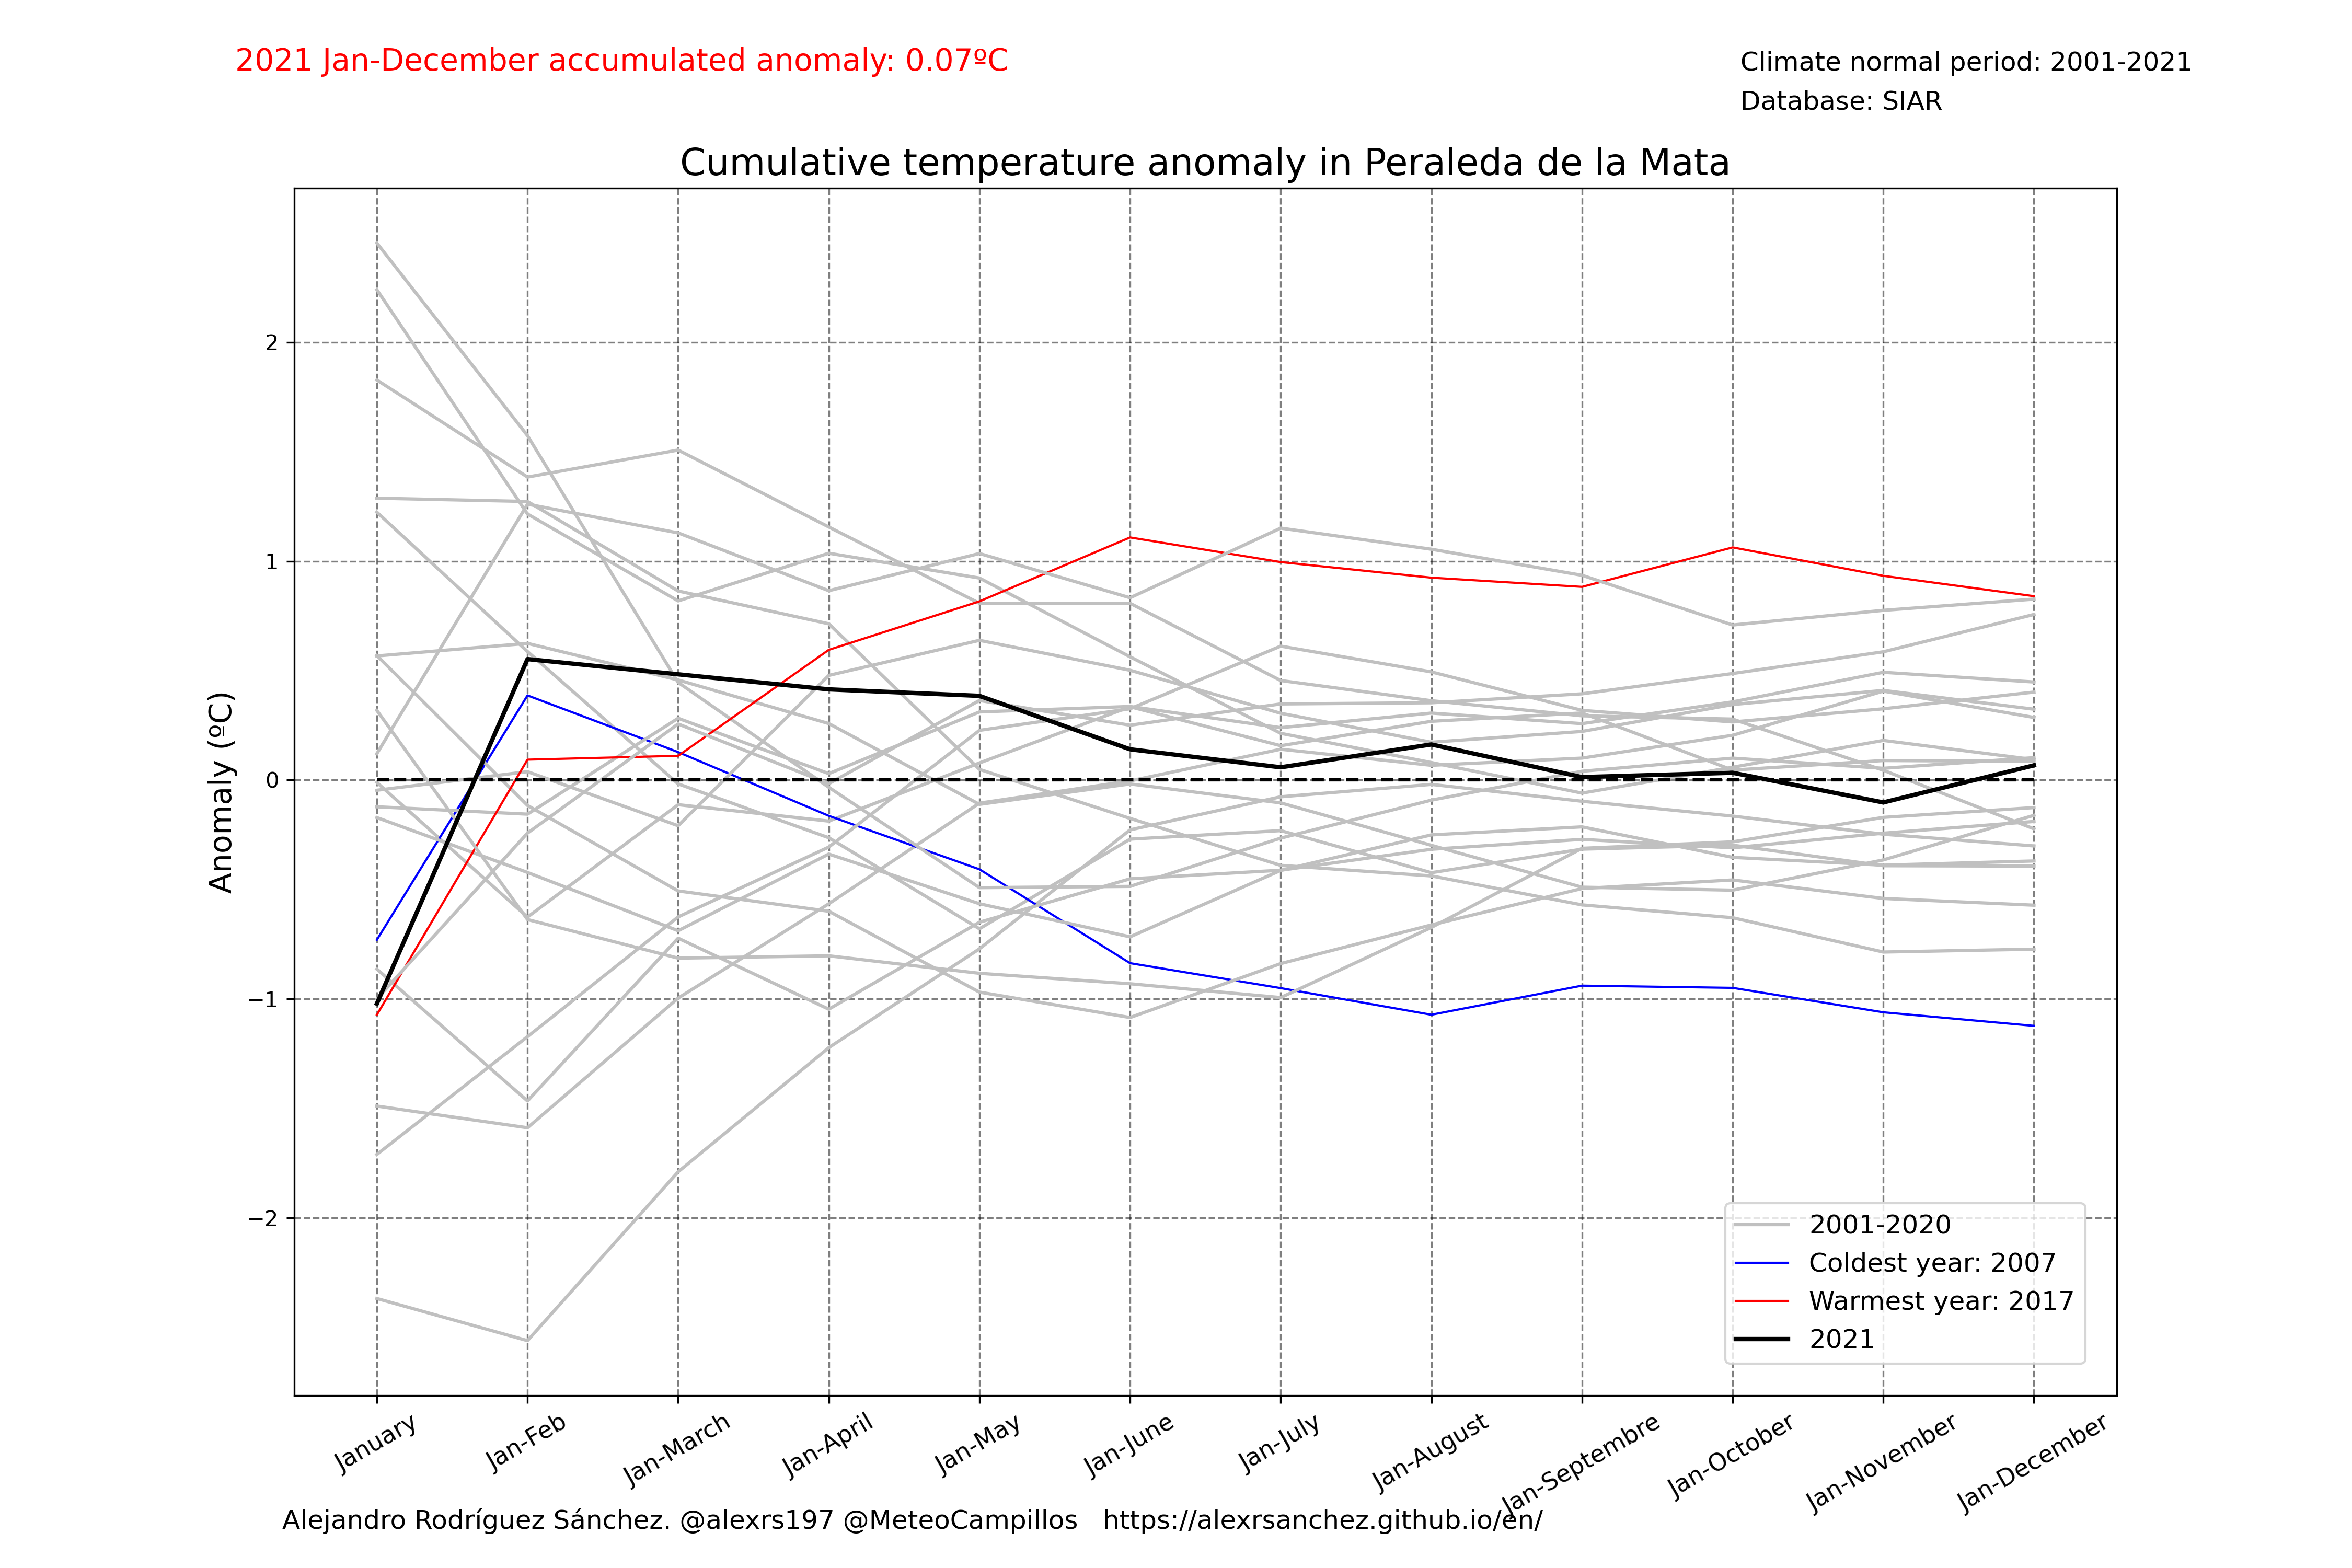 2021 Jan-December accumulated anomaly: 0.07ºC
Climate normal period: 2001-2021
Database: SIAR
Cumulative temperature anomaly in Peraleda de la Mata
Anomaly (ºC)
2
1
0
−1
−2
2001-2020
Coldest year: 2007
Warmest year: 2017
2021
January
Jan-Feb
Jan-March
Jan-April
Jan-May
Jan-June
Jan-July
Jan-August
Jan-Septembre
Jan-October
Jan-November
Jan-December
Alejandro Rodríguez Sánchez. @alexrs197 @MeteoCampillos   https://alexrsanchez.github.io/en/